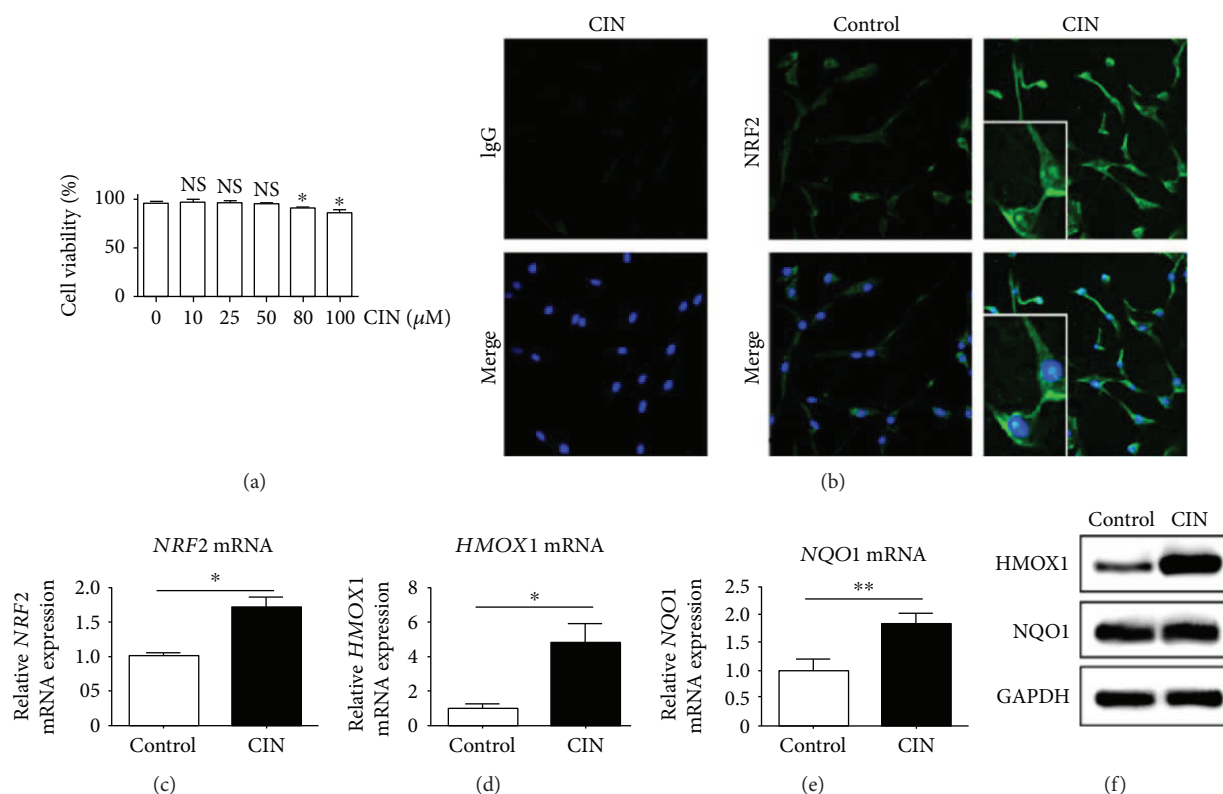 Cell viability (%)
100
50
0
NS
NS
NS
*
*
0 10 25 50 80 100 CIN (μM)
(a)
CIN
Control
CIN
IgG
NRF2
Merge
Merge
(b)
NRF2 mRNA
Relative NRF2
mRNA expression
2.0
1.5
1.0
0.5
0
*
Control CIN
(c)
HMOX1 mRNA
Relative HMOX1
mRNA expression
8
6
4
2
0
*
Control CIN
(d)
NQO1 mRNA
Relative NQO1
mRNA expression
2.5
2.0
1.5
1.0
0.5
0
**
Control CIN
(e)
Control CIN
HMOX1
NQO1
GAPDH
(f)